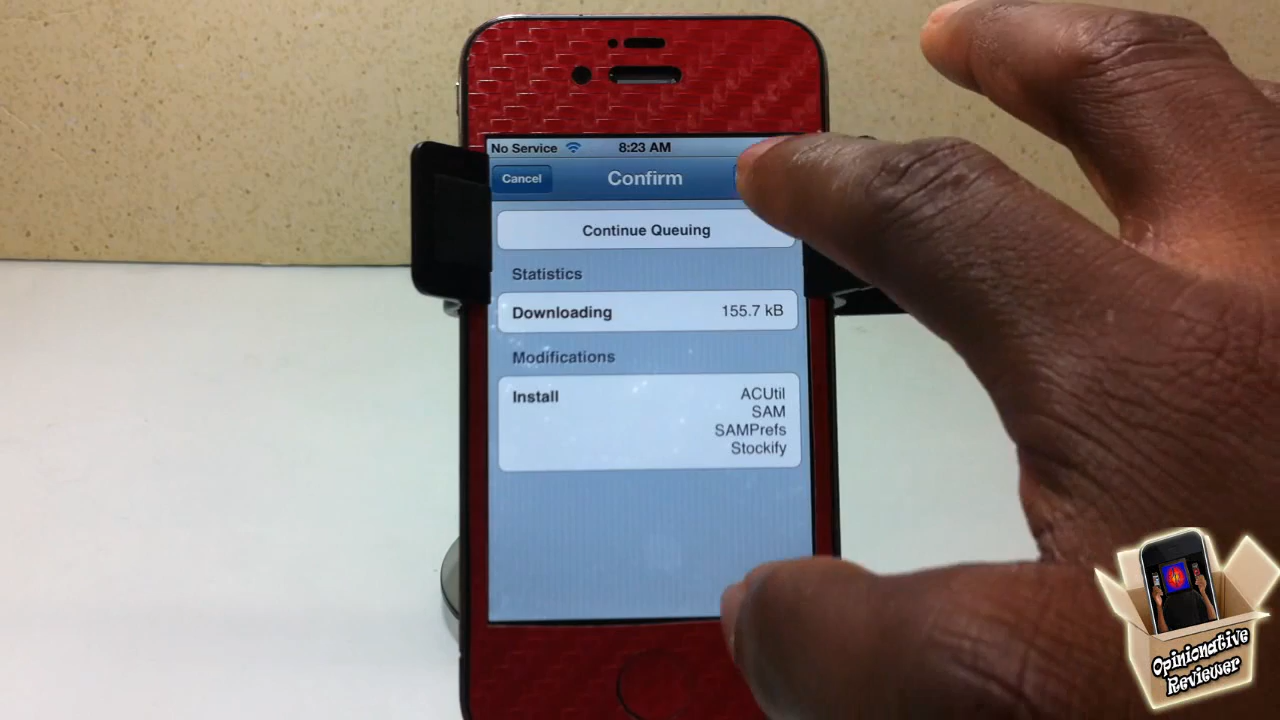 No Service 8:23 AM
Cancel Confirm
Continue Queuing
Statistics
Downloading 155.7 kB
Modifications
Install ACUtil
SAM
SAMPrefs
Stockify
Opinionative
Reviewer